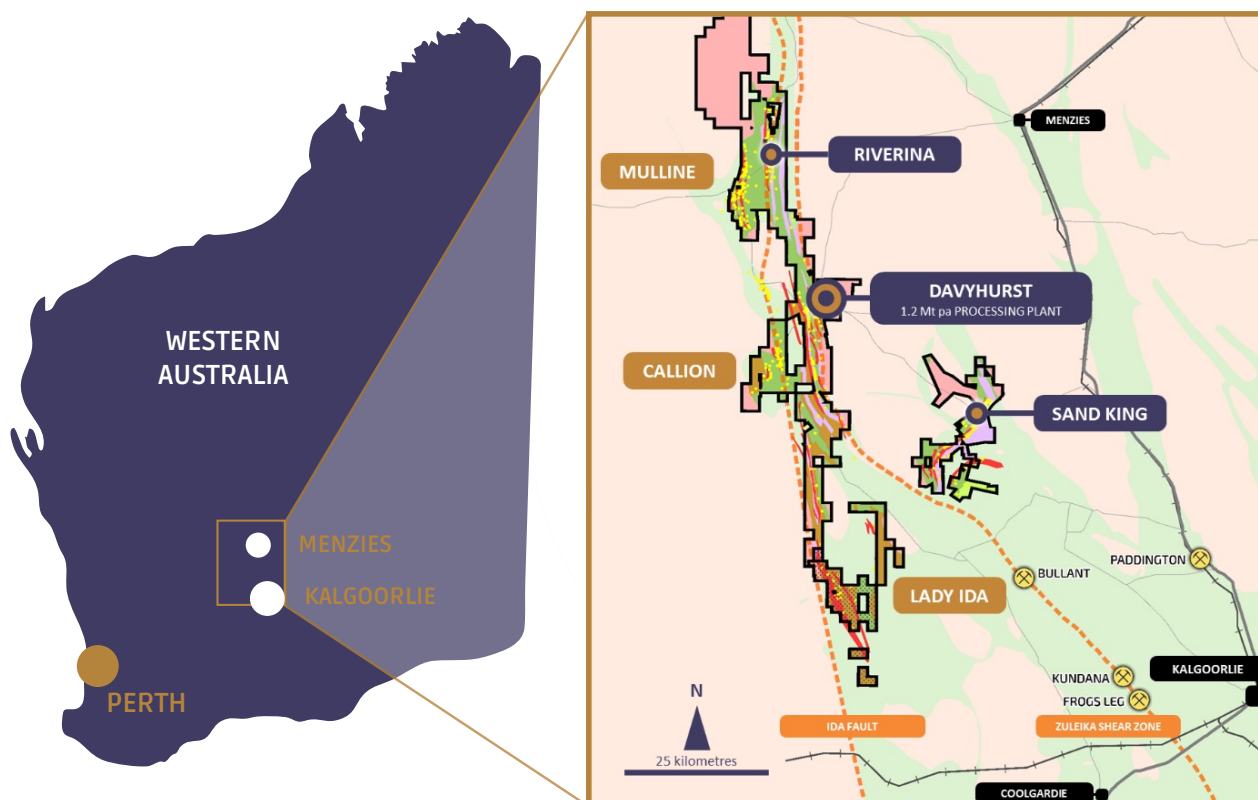 WESTERN
AUSTRALIA
MENZIES
KALGOORLIE
PERTH
MENZIES
RIVERINA
MULLINE
DAVYHURST
1.2 Mt pa PROCESSING PLANT
CALLION
SAND KING
PADDINGTON
BULLANT
LADY IDA
KALGOORLIE
KUNDANA
FROGS LEG
N
IDA FAULT
ZULEIKA SHEAR ZONE
25 kilometres
COOLGARDIE